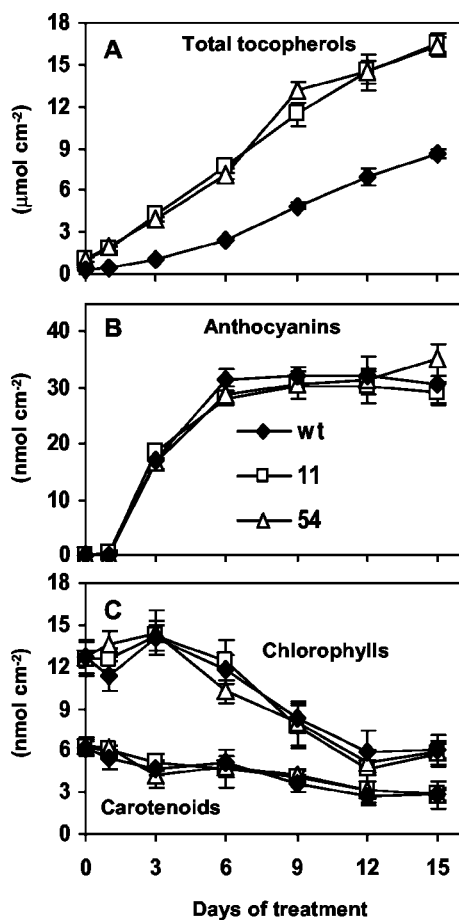 A Total tocopherols
(µmol cm⁻²)
18
15
12
9
6
3
0
B Anthocyanins
(nmol cm⁻²)
40
30
20
10
0
wt
11
54
C
Chlorophylls
(nmol cm⁻²)
18
15
12
9
6
3
0
Carotenoids
0 3 6 9 12 15
Days of treatment